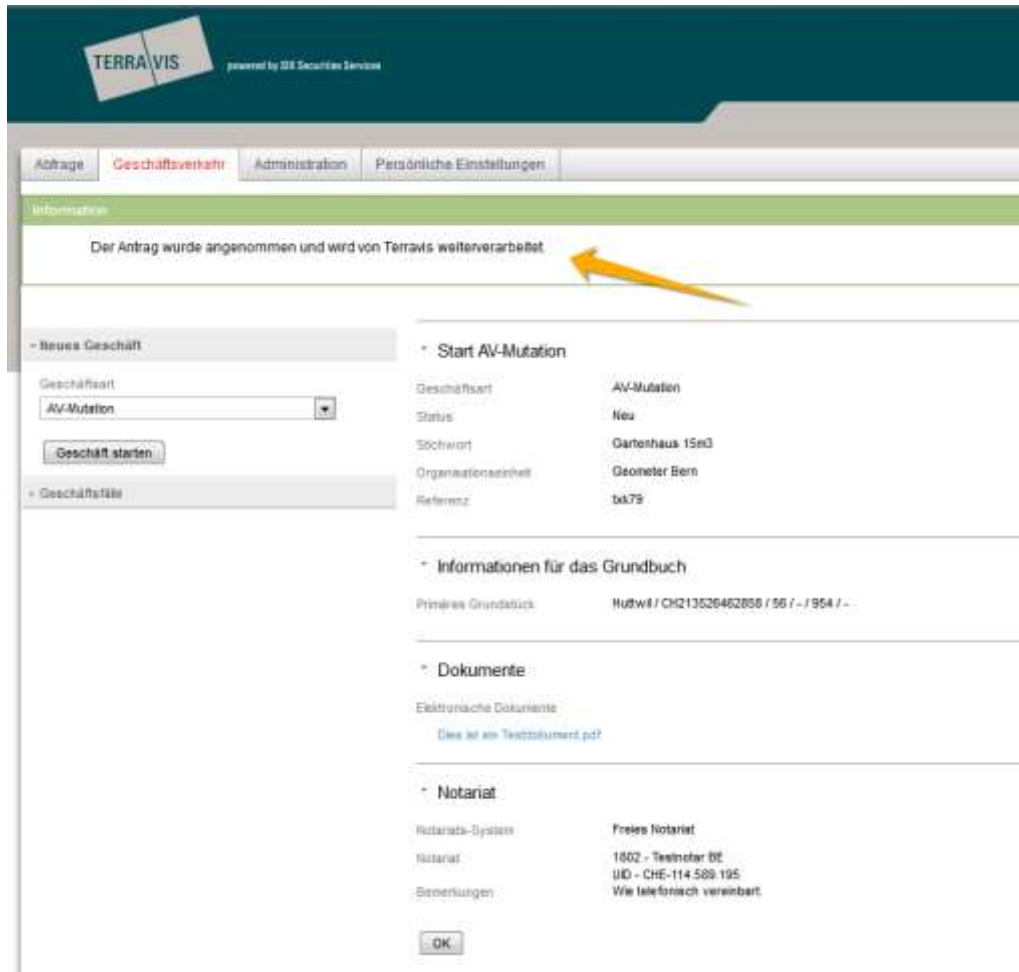 TERRAVIS
powered by SIX Securities Services
Abfrage
Geschäftsverkehr
Administration
Persönliche Einstellungen
Information
Der Antrag wurde angenommen und wird von Terravis weiterverarbeitet
Neues Geschäft
Geschäftsart
AV-Mutation
Geschäft starten
Geschäftsfälle
Start AV-Mutation
Geschäftsart AV-Mutation
Status Neu
Stichwort Gartenhaus 15m3
Organisationseinheit Geometer Bern
Referenz txk79
Informationen für das Grundbuch
Primäres Grundstück Huttwil / CH213526462858 / 56 / - / 954 / -
Dokumente
Elektronische Dokumente
Dies ist ein Testdokument.pdf
Notariat
Notariats-System Freies Notariat
Notariat 1602 - Testnotar BE
UID - CHE-114.589.195
Bemerkungen Wie telefonisch vereinbart.
OK